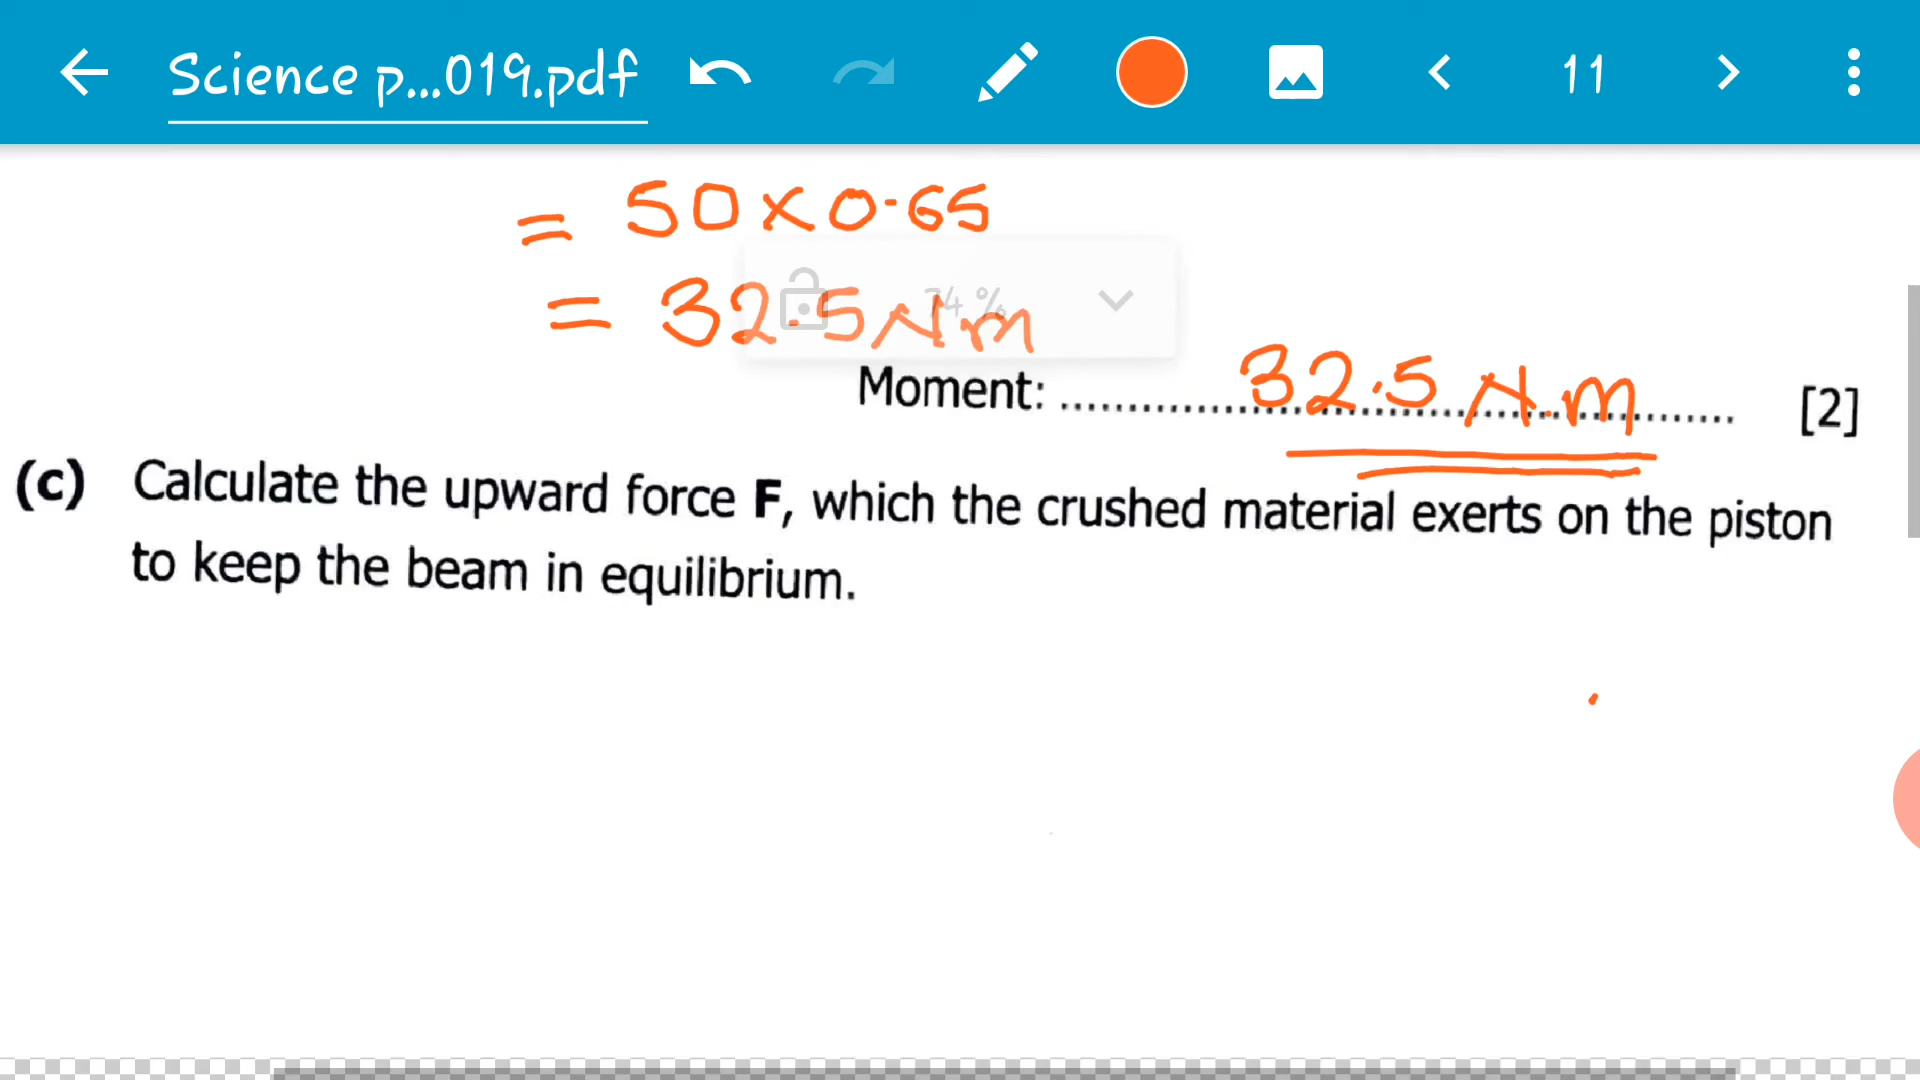 Science p...019.pdf
11
= 50 x 0.65
= 32.5 N.m
74 %
Moment: .................... 32.5 N.m [2]
(c) Calculate the upward force F, which the crushed material exerts on the piston
to keep the beam in equilibrium.